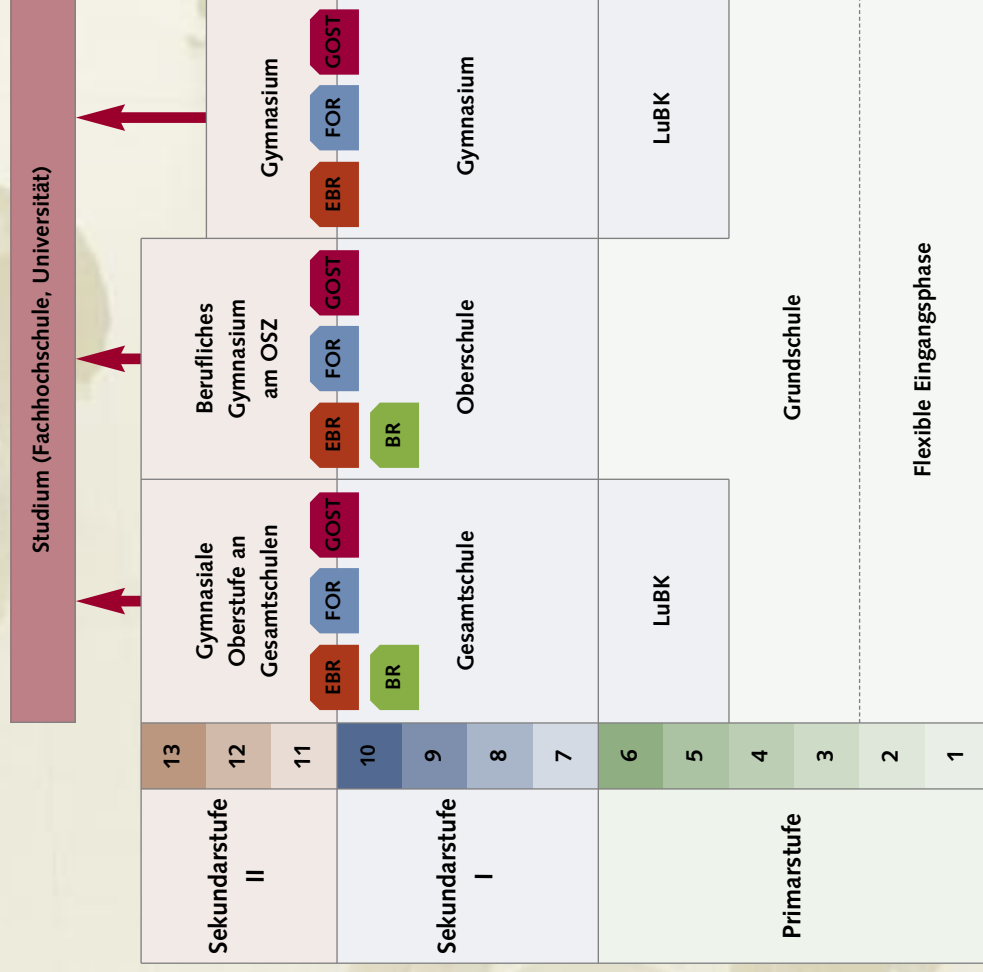 Studium (Fachhochschule, Universität)
Sekundarstufe
II
13
12
11
Gymnasiale
Oberstufe an
Gesamtschulen
Berufliches
Gymnasium
am OSZ
Gymnasium
EBR
FOR
GOST
EBR
FOR
GOST
EBR
FOR
GOST
Sekundarstufe
I
10
9
8
7
BR
BR
Gesamtschule
Oberschule
Gymnasium
Primarstufe
6
5
4
3
2
1
LuBK
LuBK
Grundschule
Flexible Eingangsphase